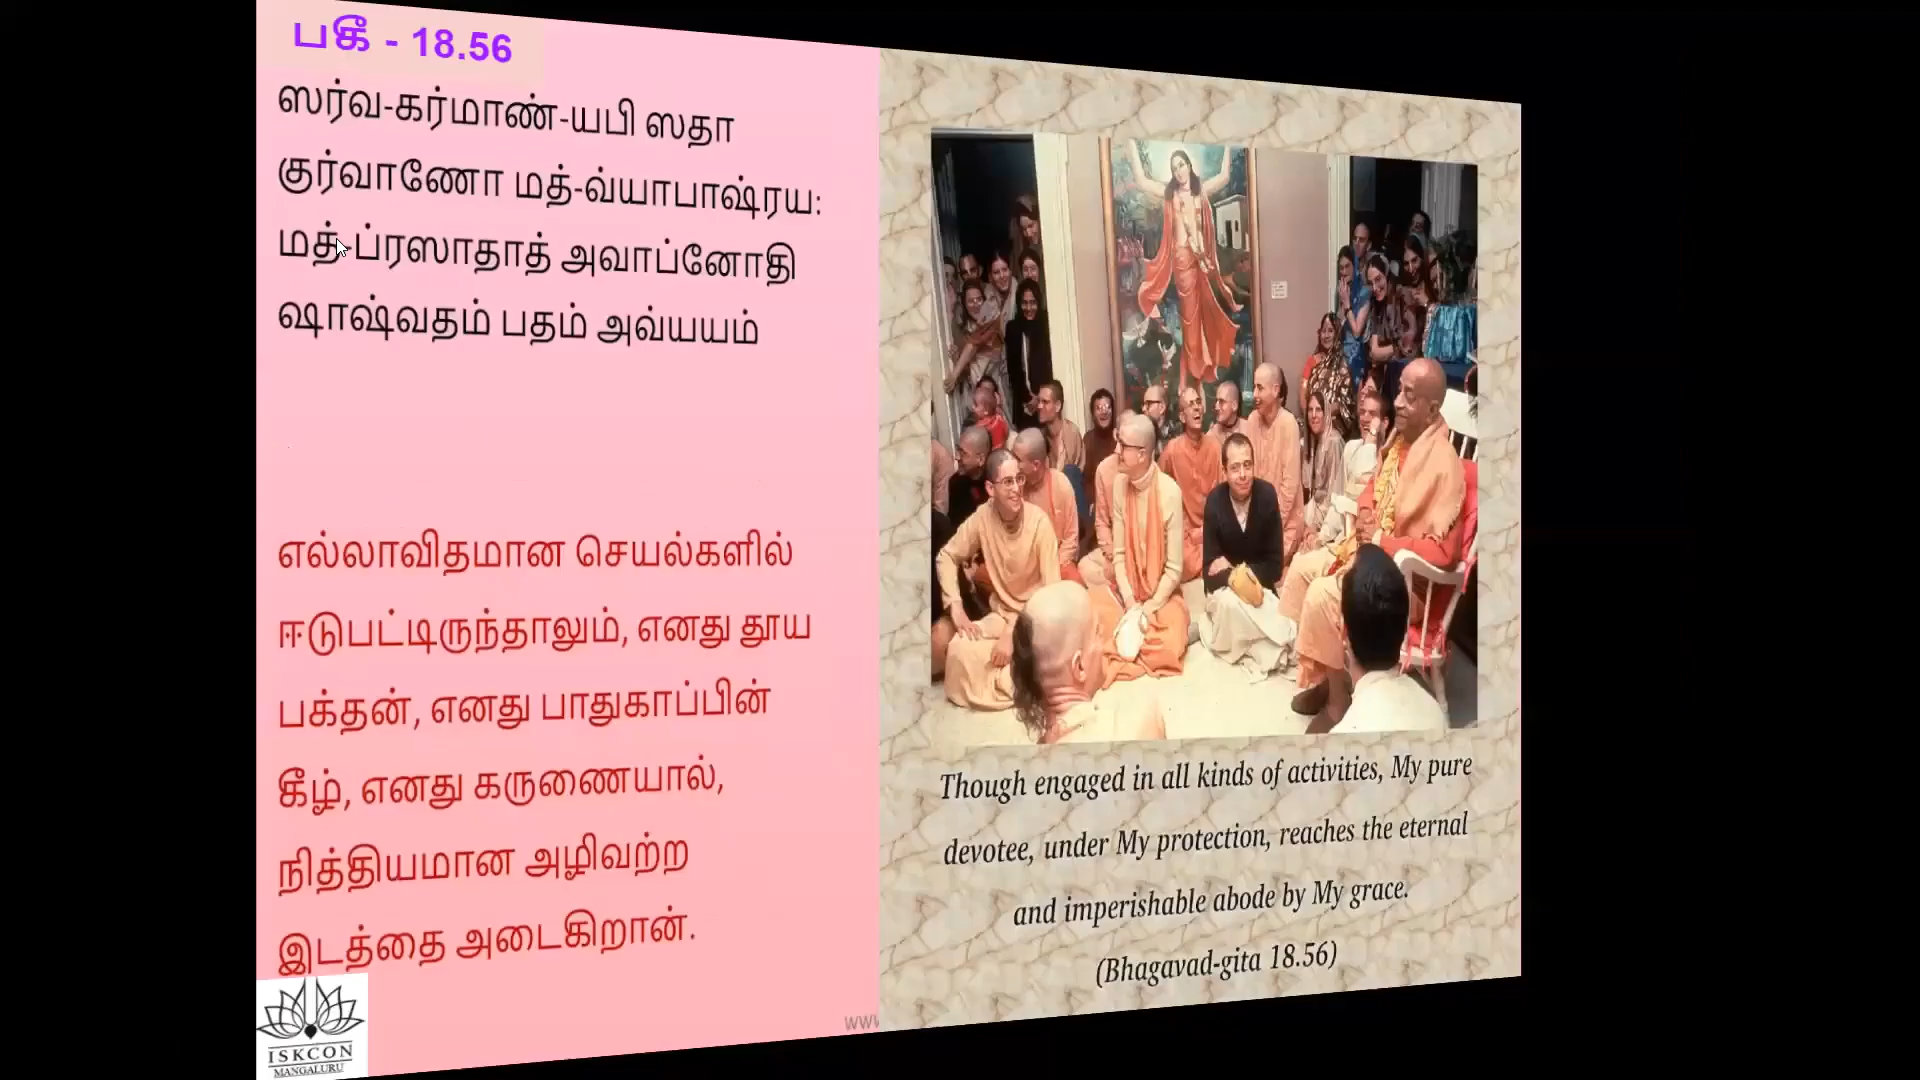 பகீ - 18.56
ஸர்வ-கர்மாண்-யபி ஸதா
குர்வாணோ மத்-வ்யாபாஷ்ரய:
மத்-ப்ரஸாதாத் அவாப்னோதி
ஷாஷ்வதம் பதம் அவ்யயம்
எல்லாவிதமான செயல்களில்
ஈடுபட்டிருந்தாலும், எனது தூய
பக்தன், எனது பாதுகாப்பின்
கீழ், எனது கருணையால்,
நித்தியமான அழிவற்ற
இடத்தை அடைகிறான்.
ISKCON
MANGALURU
www
Though engaged in all kinds of activities, My pure
devotee, under My protection, reaches the eternal
and imperishable abode by My grace.
(Bhagavad-gita 18.56)